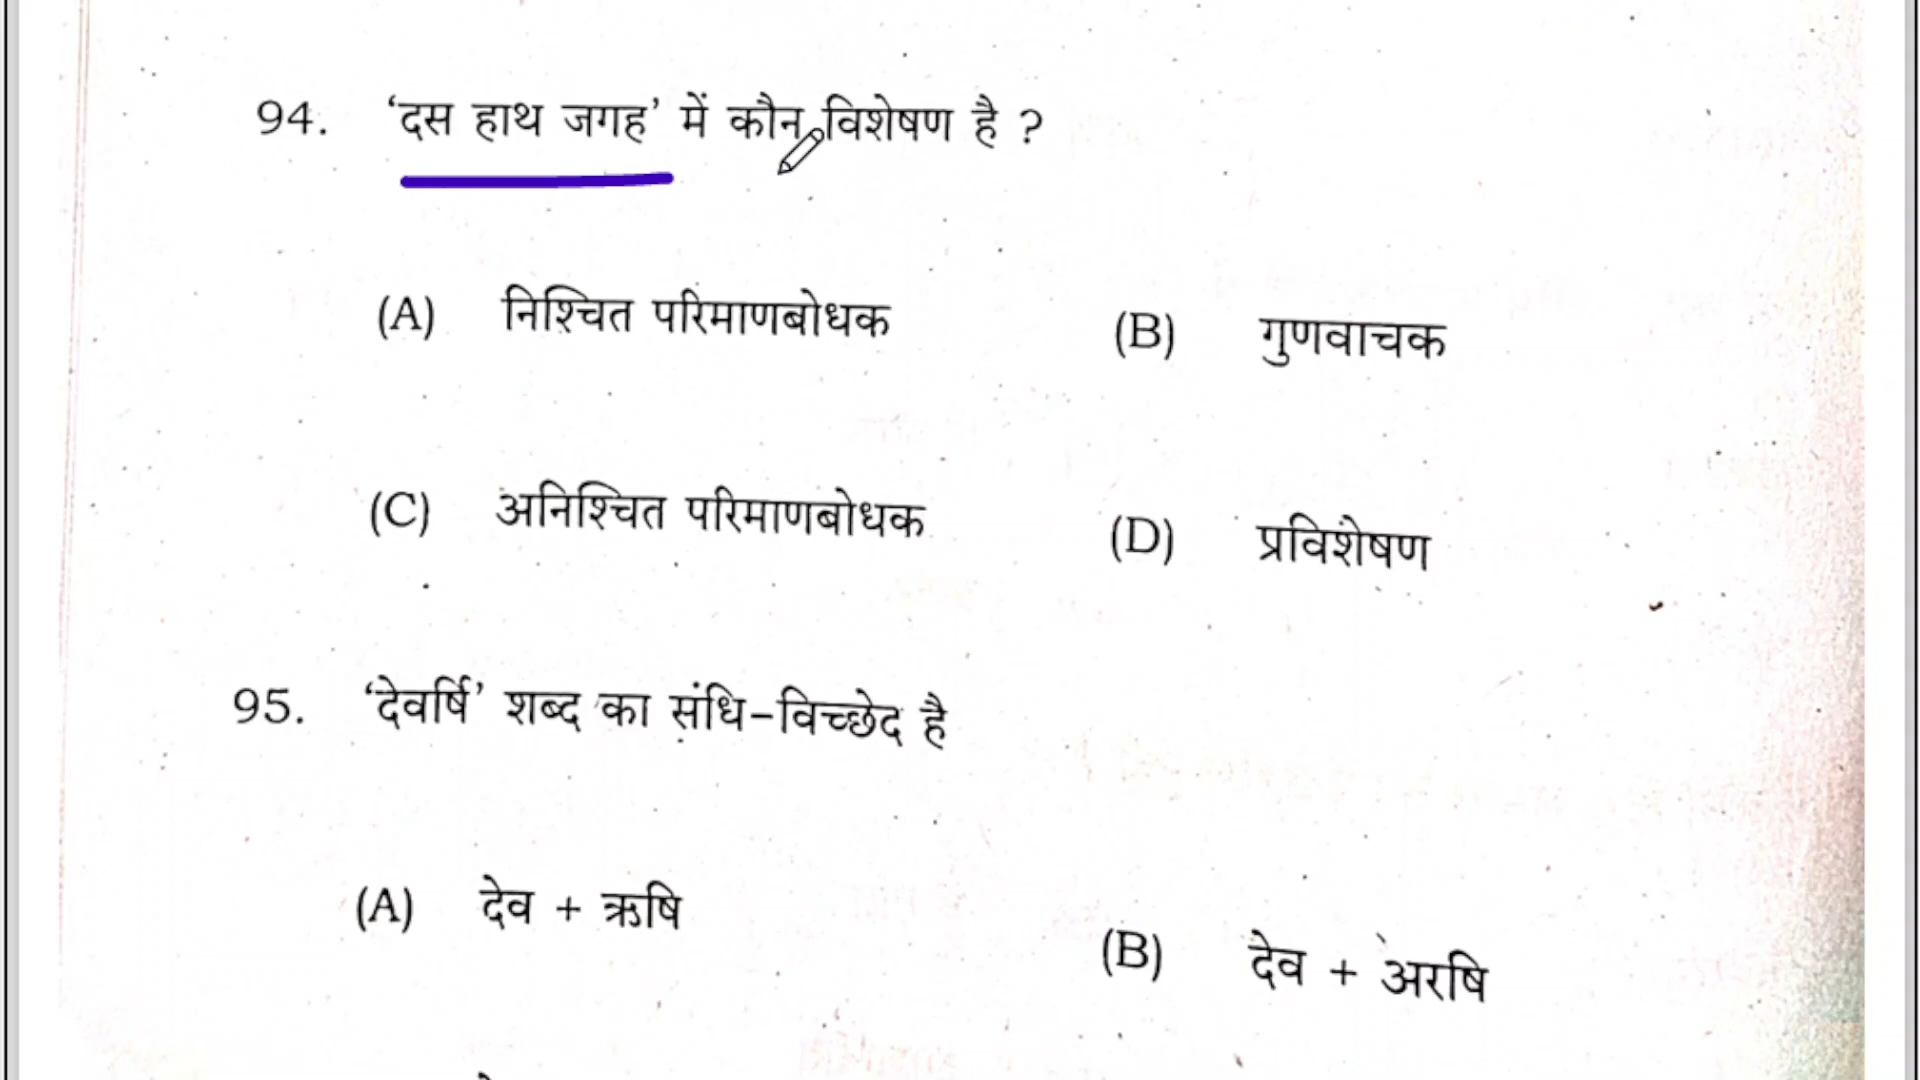 94. ‘दस हाथ जगह’ में कौन विशेषण है ?
(A) निश्चित परिमाणबोधक (B) गुणवाचक
(C) अनिश्चित परिमाणबोधक (D) प्रविशेषण
95. ‘देवर्षि’ शब्द का संधि-विच्छेद है
(A) देव + ऋषि (B) देव + अरषि